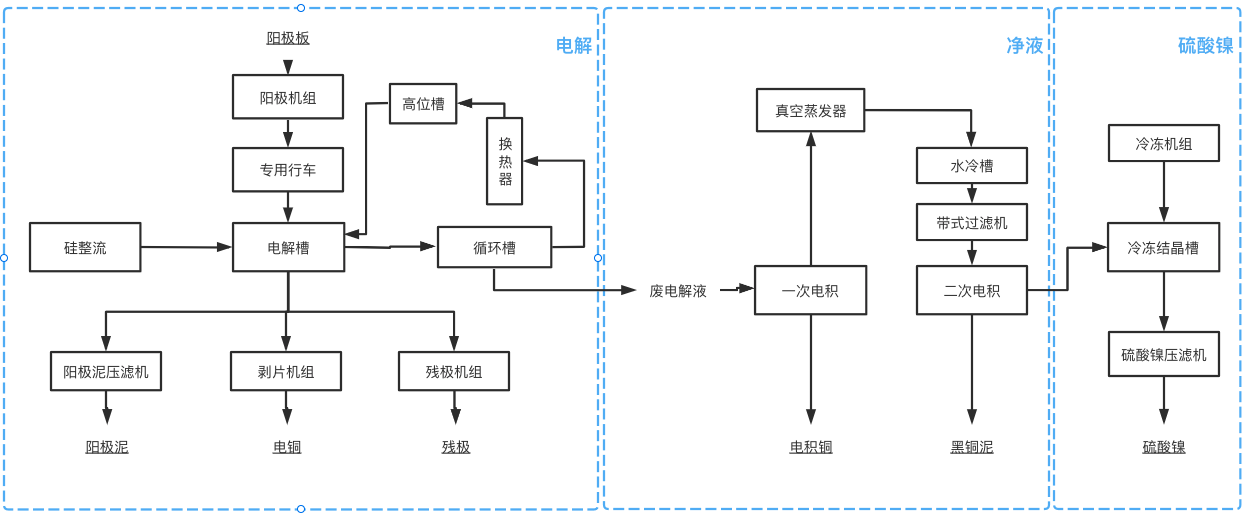 电解
阳极板
阳极机组
高位槽
换
热
器
专用行车
硅整流
电解槽
循环槽
阳极泥压滤机
剥片机组
残极机组
阳极泥
电铜
残极
净液
真空蒸发器
水冷槽
带式过滤机
废电解液
一次电积
二次电积
电积铜
黑铜泥
硫酸镍
冷冻机组
冷冻结晶槽
硫酸镍压滤机
硫酸镍